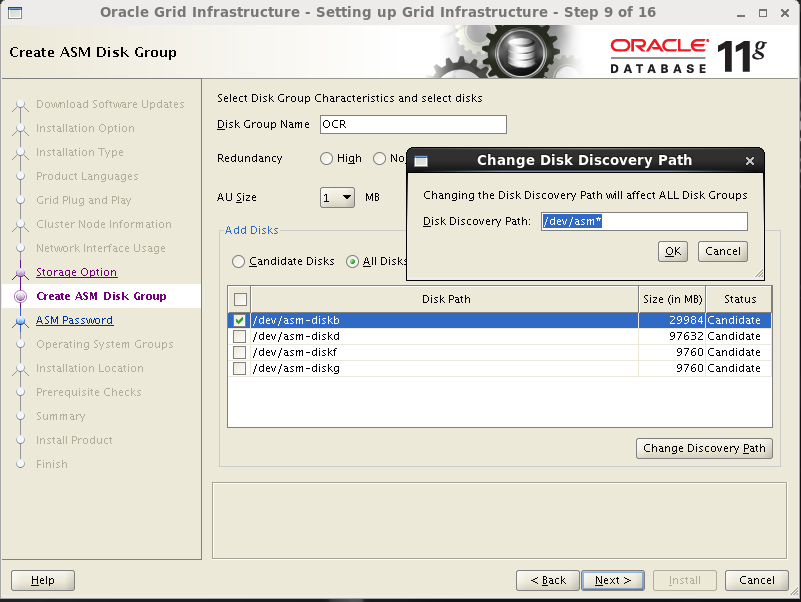 Oracle Grid Infrastructure - Setting up Grid Infrastructure - Step 9 of 16
Create ASM Disk Group
ORACLE
DATABASE
11g
Download Software Updates
Installation Option
Installation Type
Product Languages
Grid Plug and Play
Cluster Node Information
Network Interface Usage
Storage Option
Create ASM Disk Group
ASM Password
Operating System Groups
Installation Location
Prerequisite Checks
Summary
Install Product
Finish
Select Disk Group Characteristics and select disks
Disk Group Name OCR
Redundancy High No
AU Size 1 MB
Add Disks
Candidate Disks All Disks
Change Disk Discovery Path
Changing the Disk Discovery Path will affect ALL Disk Groups
Disk Discovery Path: /dev/asm*
OK Cancel
Disk Path Size (in MB) Status
/dev/asm-diskb 29984 Candidate
/dev/asm-diskd 97632 Candidate
/dev/asm-diskf 9760 Candidate
/dev/asm-diskg 9760 Candidate
Change Discovery Path
Help < Back Next > Install Cancel